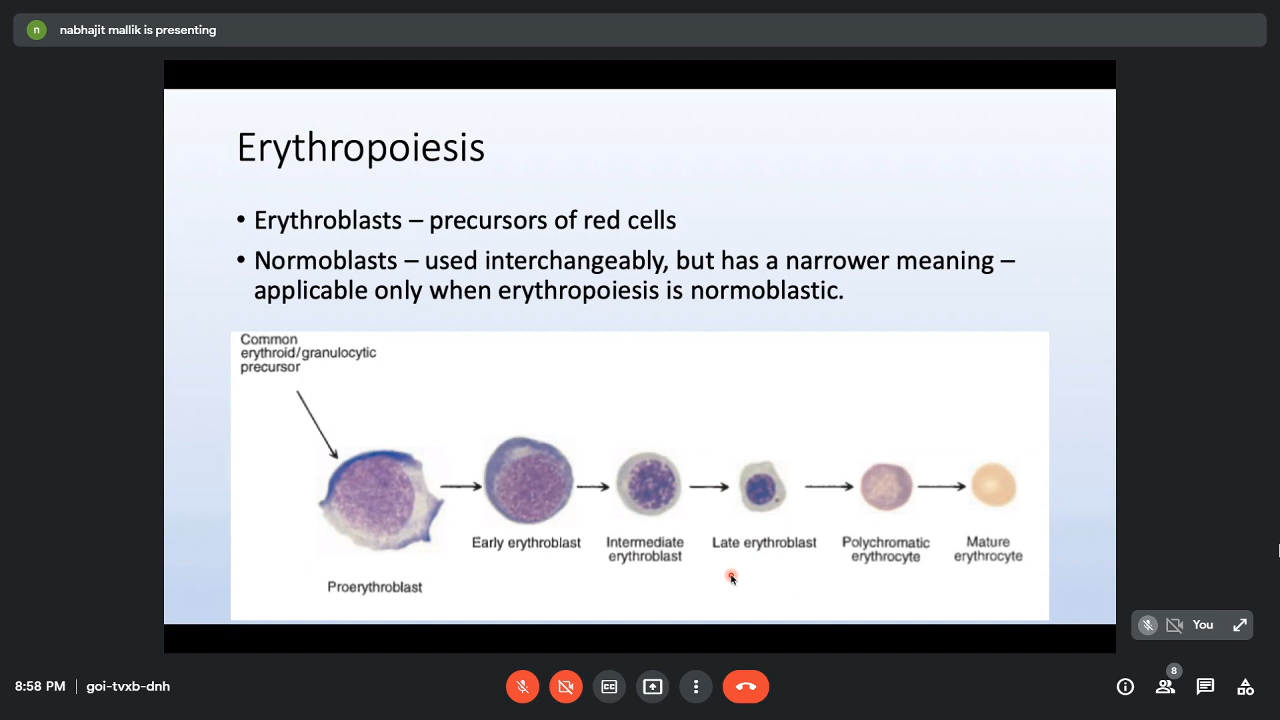 n
nabhajit mallik is presenting
Erythropoiesis
• Erythroblasts – precursors of red cells
• Normoblasts – used interchangeably, but has a narrower meaning –
applicable only when erythropoiesis is normoblastic.
Common
erythroid/granulocytic
precursor
Proerythroblast
Early erythroblast
Intermediate
erythroblast
Late erythroblast
Polychromatic
erythrocyte
Mature
erythrocyte
You
8:58 PM | goi-tvxb-dnh
CC
8